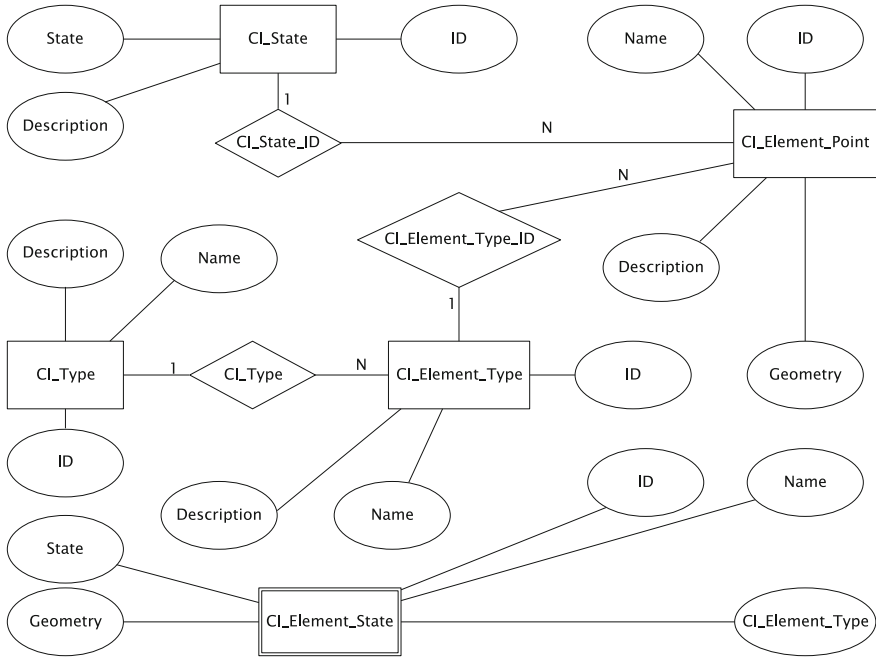 State
CI_State
ID
Name
ID
Description
1
CI_State_ID
N
CI_Element_Point
N
Description
Name
CI_Element_Type_ID
Description
1
CI_Type
1
CI_Type
N
CI_Element_Type
ID
Geometry
ID
Description
Name
ID
Name
State
Geometry
CI_Element_State
CI_Element_Type